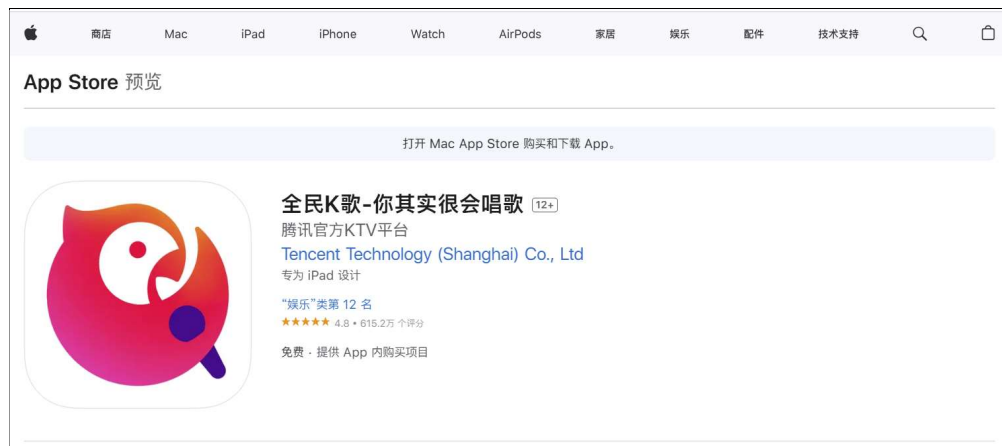 商店 Mac iPad iPhone Watch AirPods 家居 娱乐 配件 技术支持
App Store 预览
打开 Mac App Store 购买和下载 App。
全民K歌-你其实很会唱歌 12+
腾讯官方KTV平台
Tencent Technology (Shanghai) Co., Ltd
专为 iPad 设计
“娱乐”类第 12 名
★★★★★ 4.8 • 615.2万 个评分
免费 · 提供 App 内购买项目